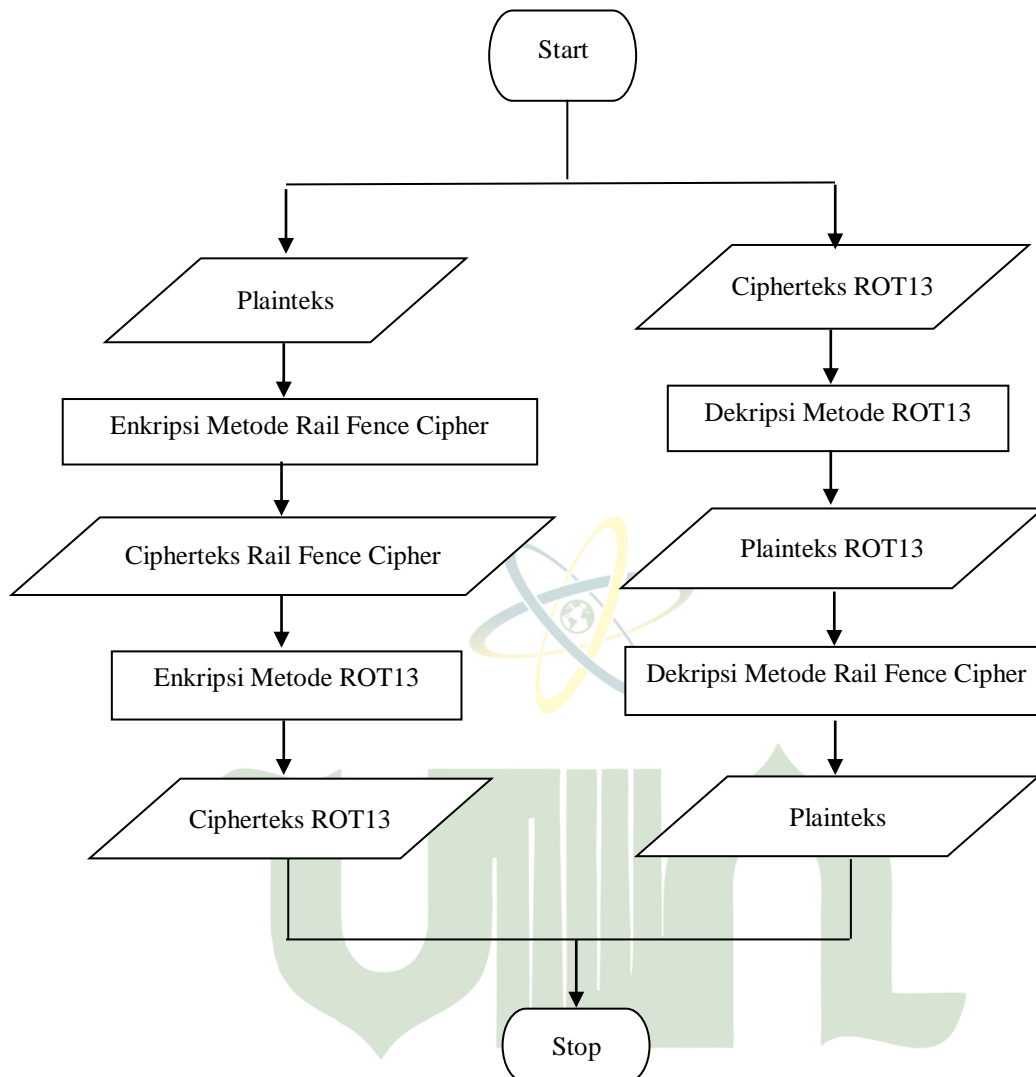 Start
Plainteks
Enkripsi Metode Rail Fence Cipher
Cipherteks Rail Fence Cipher
Enkripsi Metode ROT13
Cipherteks ROT13
Cipherteks ROT13
Dekripsi Metode ROT13
Plainteks ROT13
Dekripsi Metode Rail Fence Cipher
Plainteks
Stop